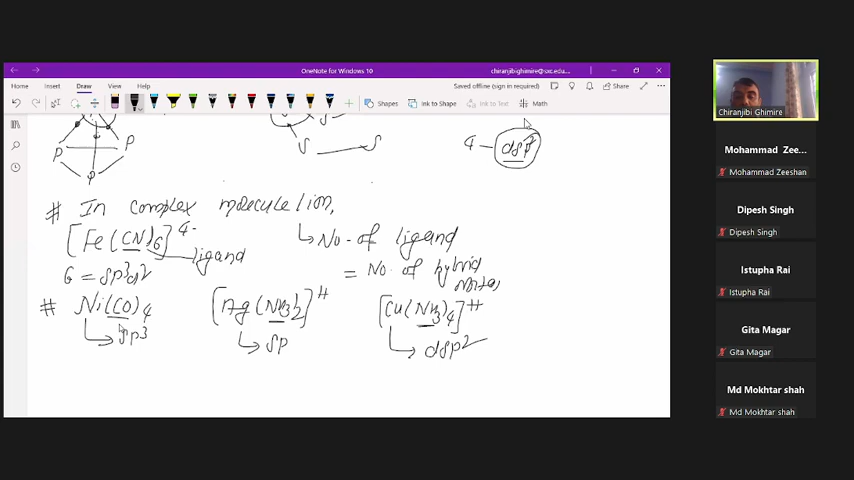 OneNote for Windows 10
chiranjibighimire@sxc.edu....
Home Insert Draw View Help
Saved offline (sign in required)
Share
Shapes
Ink to Shape
Ink to Text
Math
P P S S 4 - dsp²
P
# In complex molecule/ion,
[Fe(CN)6]4- ligand
↳ No. of ligand
6 = sp³d²
= No. of hybrid
# Ni(CO)4 [Ag(NH3)2]+ [Cu(NH3)4]++
↳ sp³ ↳ sp ↳ dsp²
Chiranjibi Ghimire
Mohammad Zee...
Mohammad Zeeshan
Dipesh Singh
Dipesh Singh
Istupha Rai
Istupha Rai
Gita Magar
Gita Magar
Md Mokhtar shah
Md Mokhtar shah